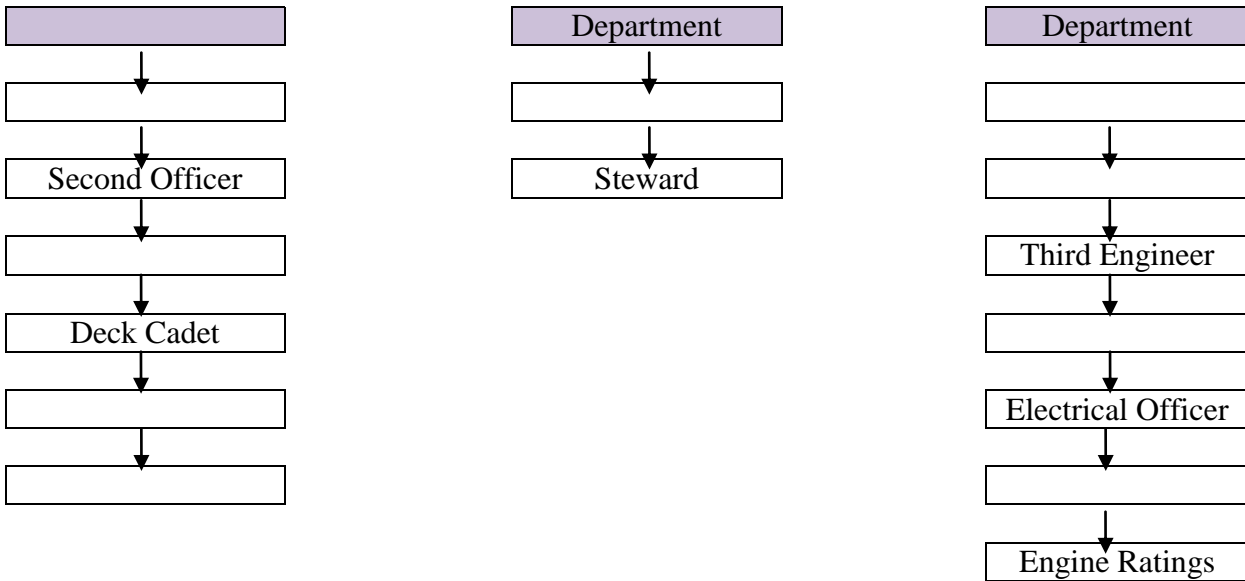 Department
Department
Second Officer
Steward
Third Engineer
Deck Cadet
Electrical Officer
Engine Ratings